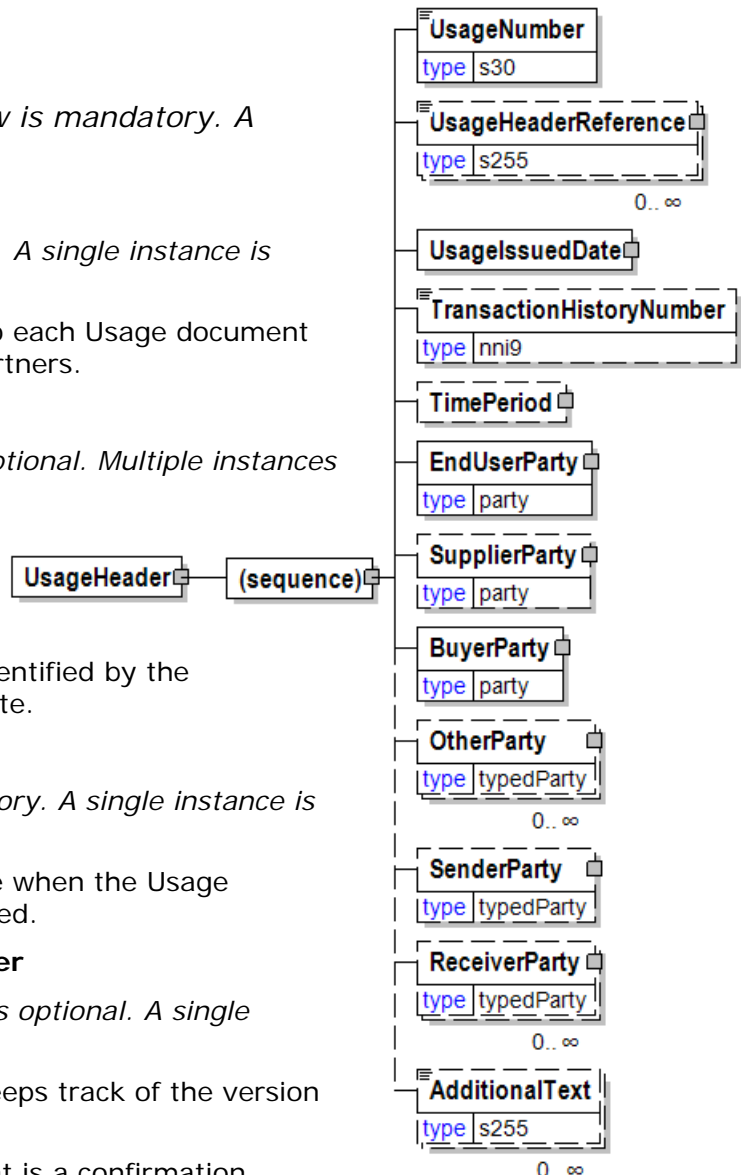 w is mandatory. A
A single instance is
each Usage document
rtners.
otional. Multiple instances
entified by the
te.
ory. A single instance is
e when the Usage
ed.
er
s optional. A single
eeps track of the version
t is a confirmation
UsageHeader
(sequence)
UsageNumber
type s30
UsageHeaderReference
type s255
0.. ∞
UsageIssuedDate
TransactionHistoryNumber
type nni9
TimePeriod
EndUserParty
type party
SupplierParty
type party
BuyerParty
type party
OtherParty
type typedParty
0.. ∞
SenderParty
type typedParty
ReceiverParty
type typedParty
0.. ∞
AdditionalText
type s255
0.. ∞